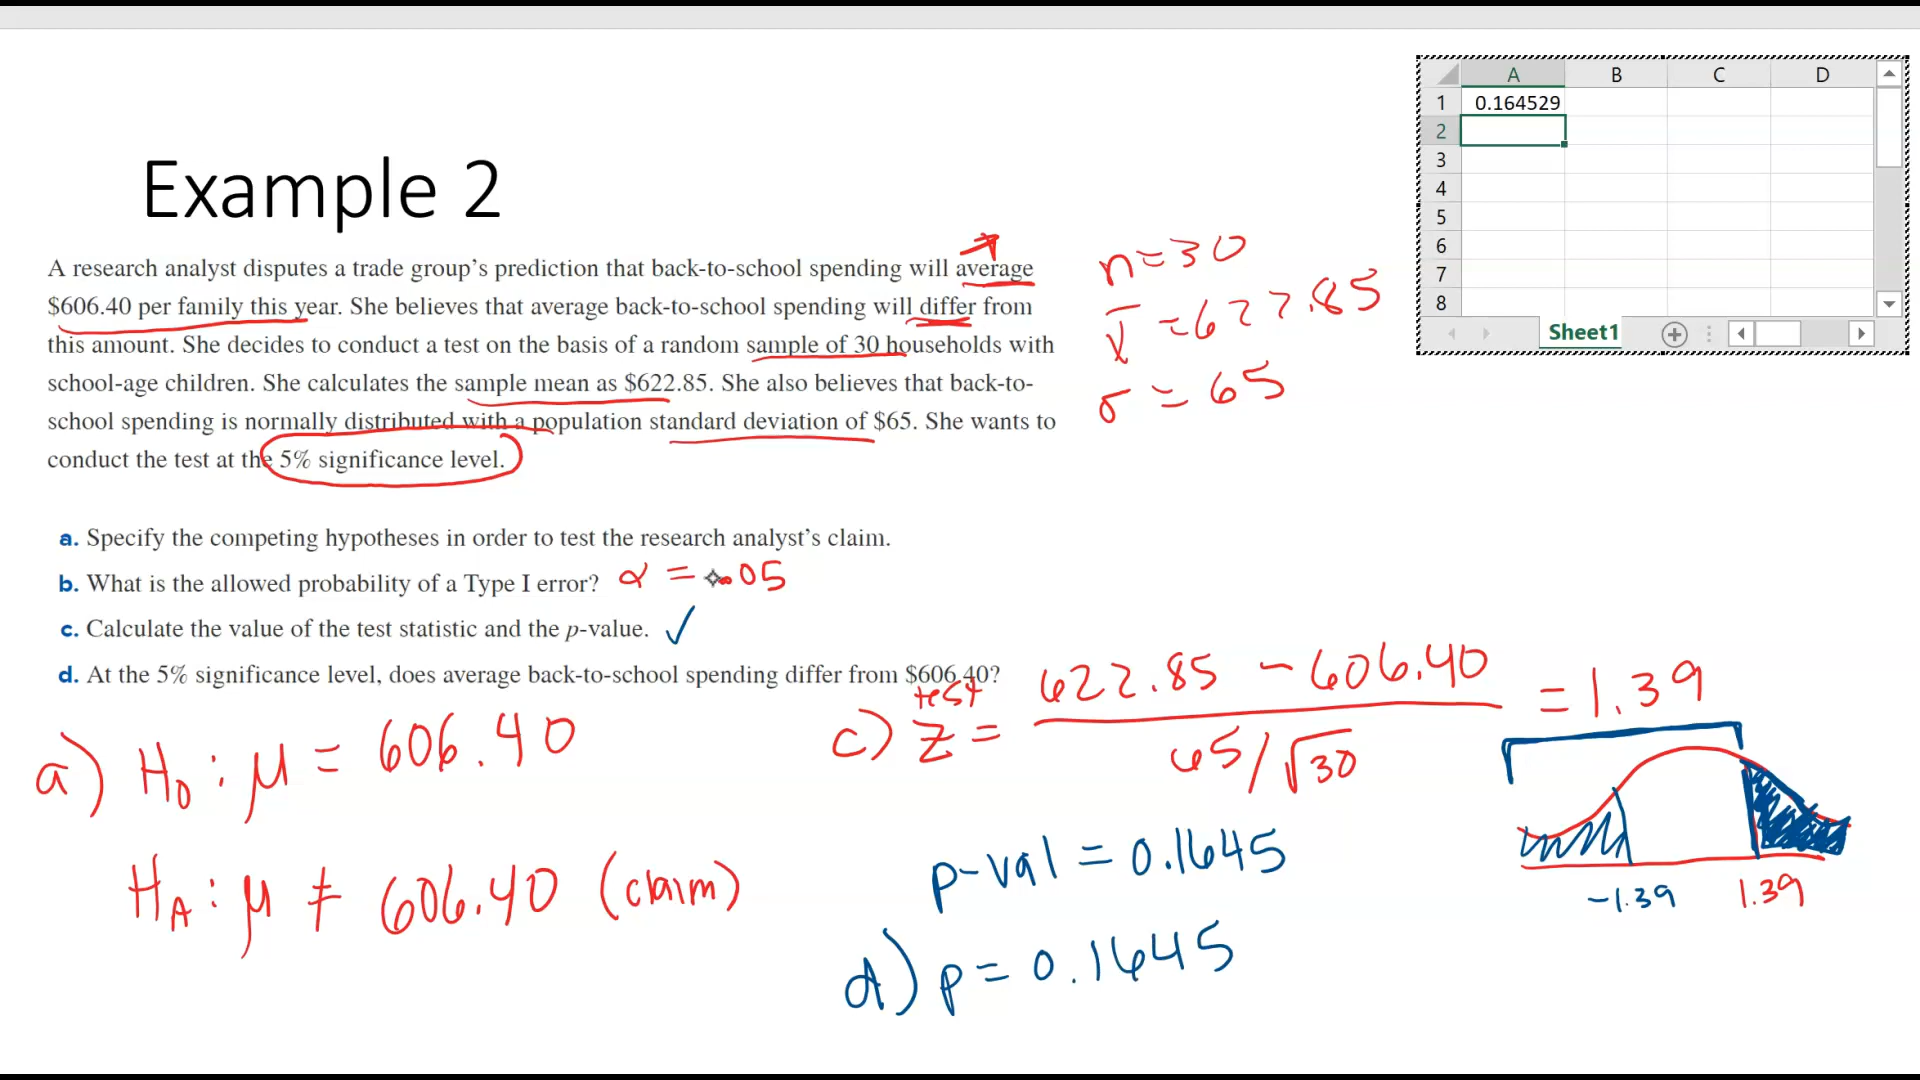 A B C D
1 0.164529
2
3
4
5
6
7
8
Sheet1
Example 2
A research analyst disputes a trade group's prediction that back-to-school spending will average
$606.40 per family this year. She believes that average back-to-school spending will differ from
this amount. She decides to conduct a test on the basis of a random sample of 30 households with
school-age children. She calculates the sample mean as $622.85. She also believes that back-to-
school spending is normally distributed with a population standard deviation of $65. She wants to
conduct the test at the 5% significance level.
n = 30
x̅ = 622.85
σ = 65
a. Specify the competing hypotheses in order to test the research analyst's claim.
b. What is the allowed probability of a Type I error? α = .05
c. Calculate the value of the test statistic and the p-value. ✓
d. At the 5% significance level, does average back-to-school spending differ from $606.40?
a) H0 : μ = 606.40
HA : μ ≠ 606.40 (claim)
test
c) z = 622.85 - 606.40 = 1.39
65/√30
-1.39 1.39
p-val = 0.1645
d) p = 0.1645